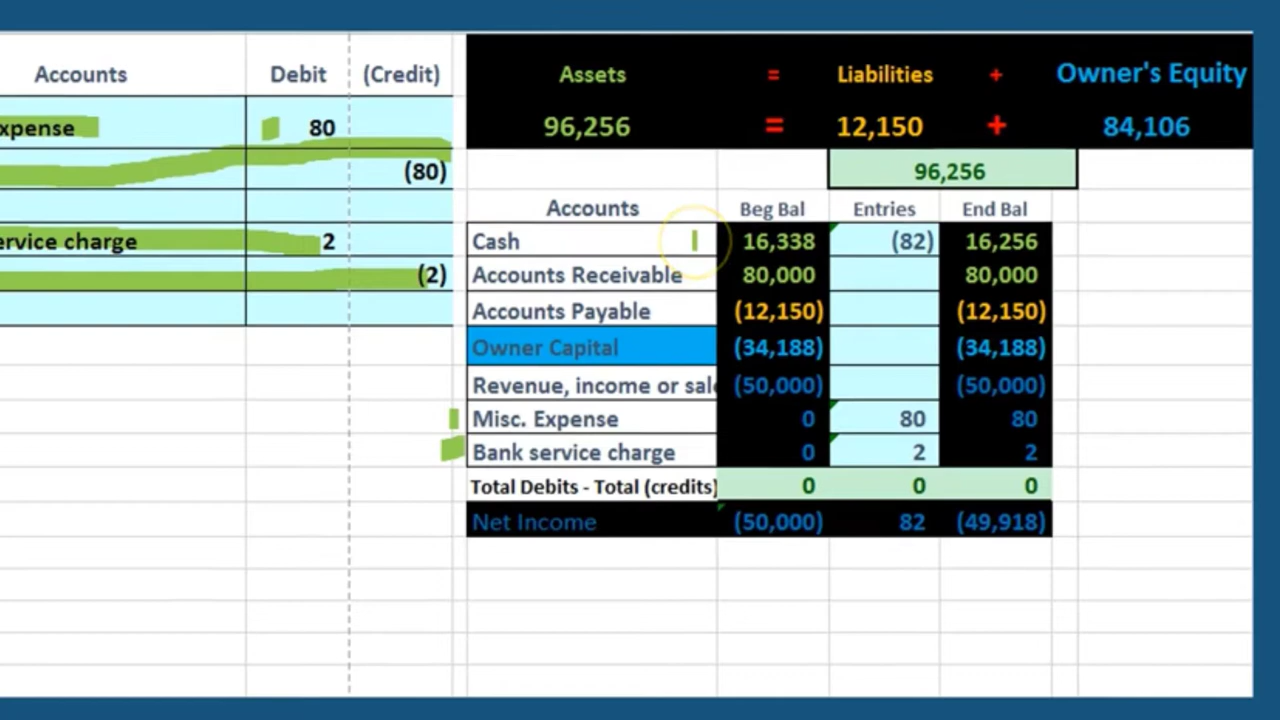 Accounts Debit (Credit) Assets = Liabilities + Owner's Equity
xpense 80 96,256 = 12,150 + 84,106
(80) 96,256
Accounts Beg Bal Entries End Bal
ervice charge 2 Cash 16,338 (82) 16,256
(2) Accounts Receivable 80,000 80,000
Accounts Payable (12,150) (12,150)
Owner Capital (34,188) (34,188)
Revenue, income or sale (50,000) (50,000)
Misc. Expense 0 80 80
Bank service charge 0 2 2
Total Debits - Total (credits) 0 0 0
Net Income (50,000) 82 (49,918)